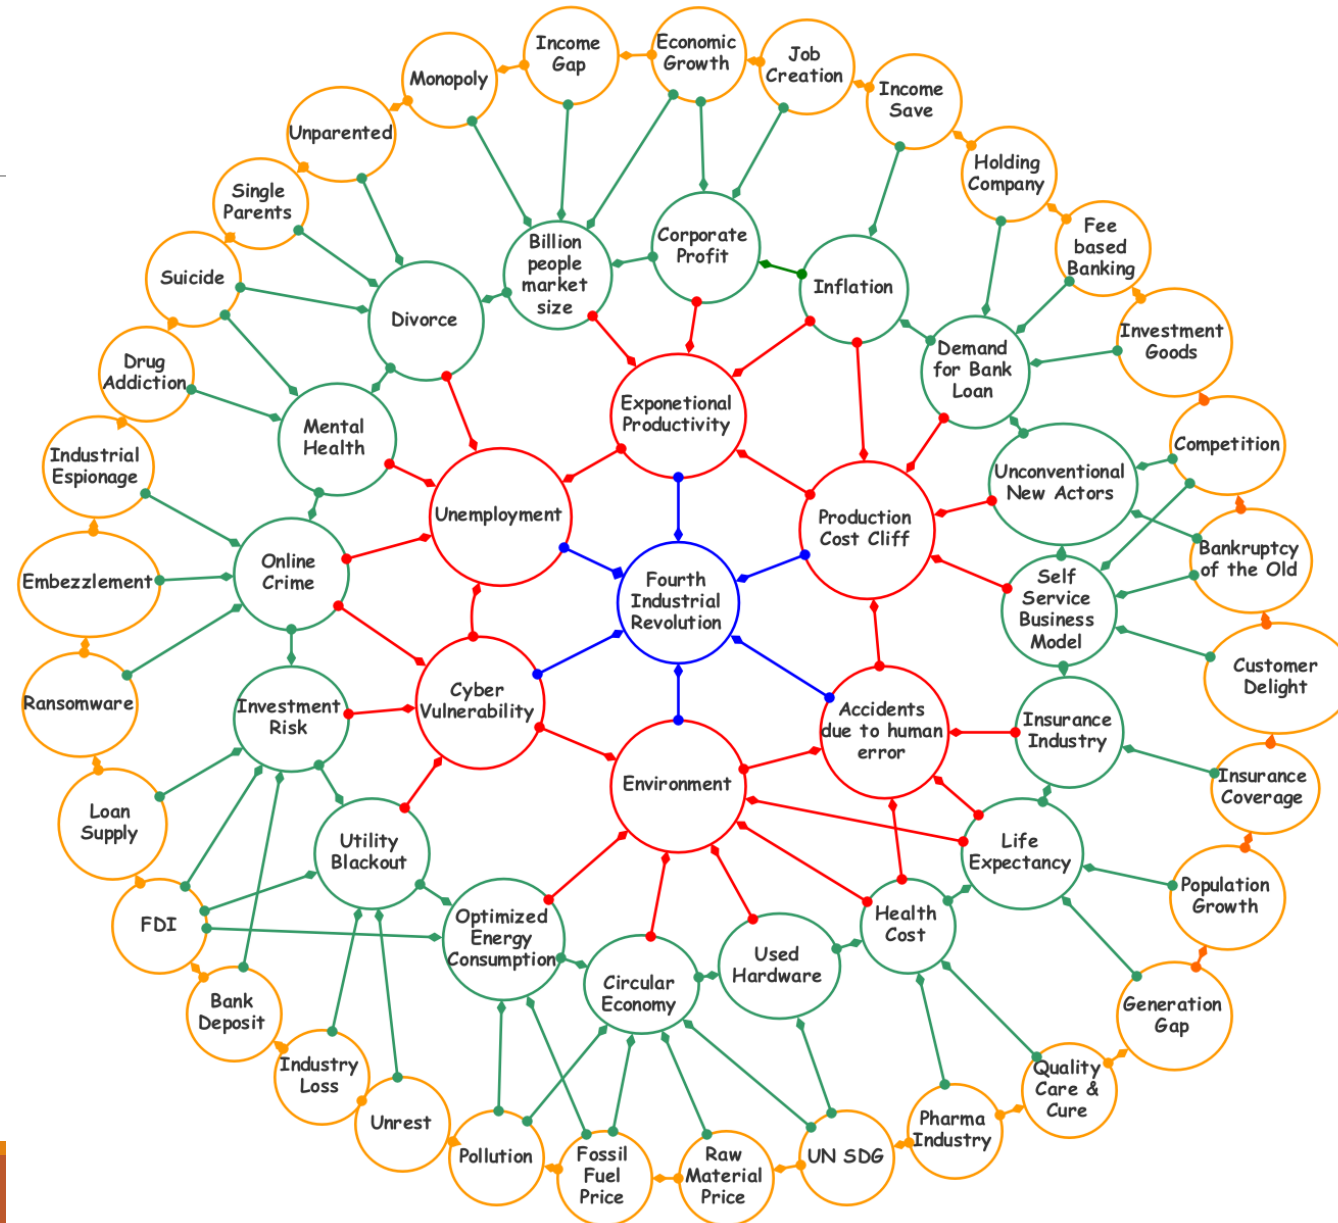 Income
Gap
Economic
Growth
Job
Creation
Monopoly
Income
Save
Unparented
Holding
Company
Single
Parents
Fee
based
Banking
Billion
people
market
size
Corporate
Profit
Inflation
Suicide
Divorce
Investment
Goods
Demand
for Bank
Loan
Drug
Addiction
Mental
Health
Exponetional
Productivity
Competition
Industrial
Espionage
Unemployment
Production
Cost Cliff
Unconventional
New Actors
Bankruptcy
of the Old
Embezzlement
Online
Crime
Fourth
Industrial
Revolution
Self
Service
Business
Model
Customer
Delight
Ransomware
Investment
Risk
Cyber
Vulnerability
Accidents
due to human
error
Insurance
Industry
Environment
Insurance
Coverage
Loan
Supply
Utility
Blackout
Life
Expectancy
Population
Growth
FDI
Optimized
Energy
Consumption
Circular
Economy
Used
Hardware
Health
Cost
Bank
Deposit
Generation
Gap
Industry
Loss
Quality
Care &
Cure
Unrest
Pharma
Industry
Pollution
Fossil
Fuel
Price
Raw
Material
Price
UN SDG